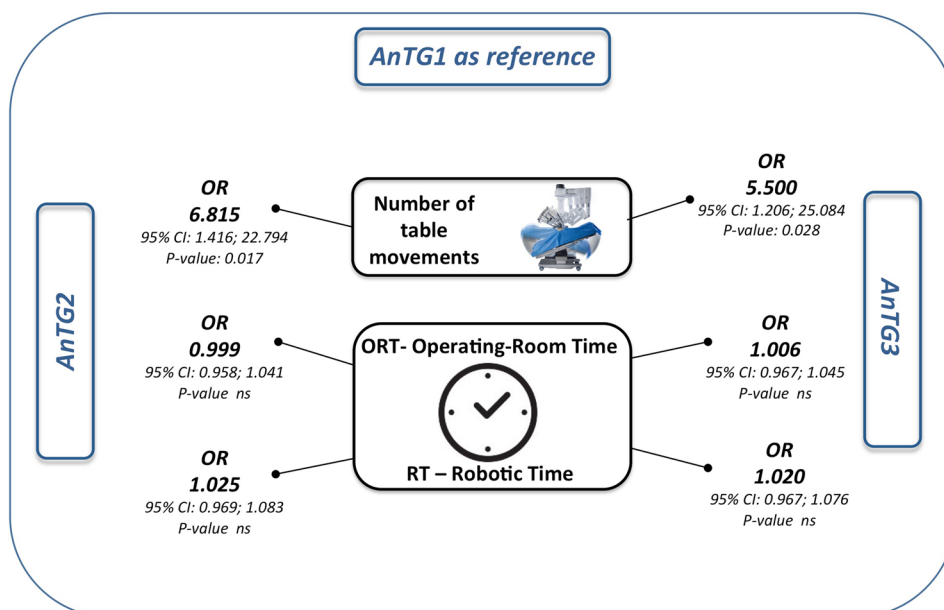 AnTG1 as reference
OR
6.815
95% CI: 1.416; 22.794
P-value: 0.017
Number of
table
movements
OR
5.500
95% CI: 1.206; 25.084
P-value: 0.028
AnTG2
AnTG3
OR
0.999
95% CI: 0.958; 1.041
P-value ns
ORT- Operating-Room Time
RT – Robotic Time
OR
1.006
95% CI: 0.967; 1.045
P-value ns
OR
1.025
95% CI: 0.969; 1.083
P-value ns
OR
1.020
95% CI: 0.967; 1.076
P-value ns